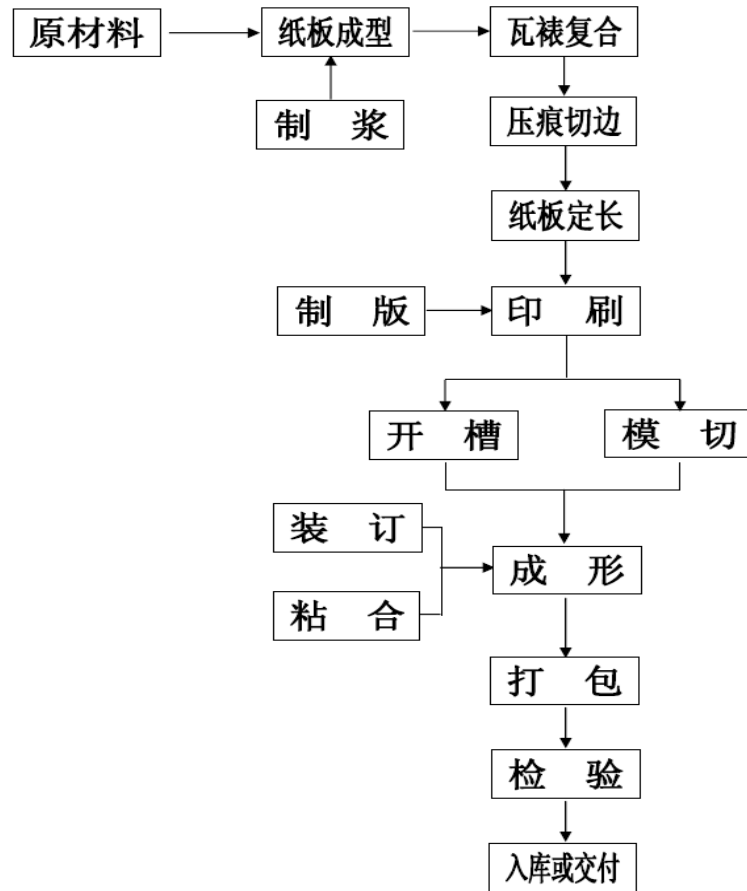 原材料
纸板成型
瓦裱复合
制 浆
压痕切边
纸板定长
制 版
印 刷
开 槽
模 切
装 订
成 形
粘 合
打 包
检 验
入库或交付